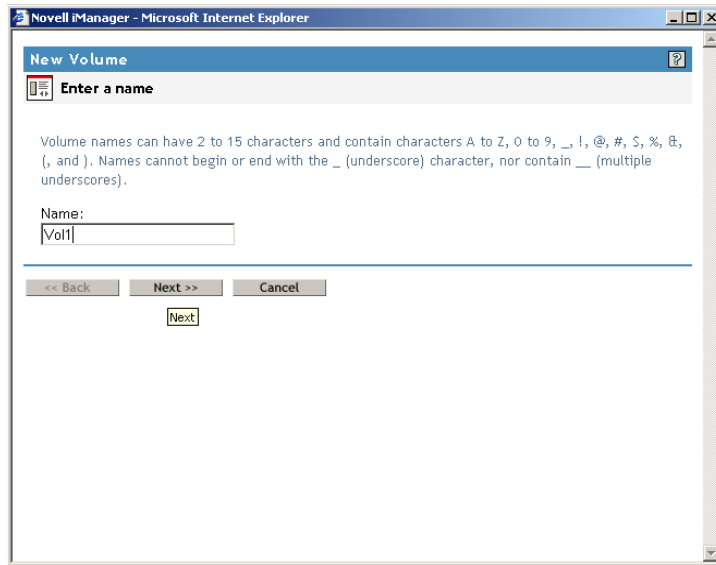 Novell iManager - Microsoft Internet Explorer
New Volume
?
Enter a name
Volume names can have 2 to 15 characters and contain characters A to Z, 0 to 9, _, !, @, #, $, %, &,
(, and ). Names cannot begin or end with the _ (underscore) character, nor contain __ (multiple
underscores).
Name:
Vol1
<< Back Next >> Cancel
Next